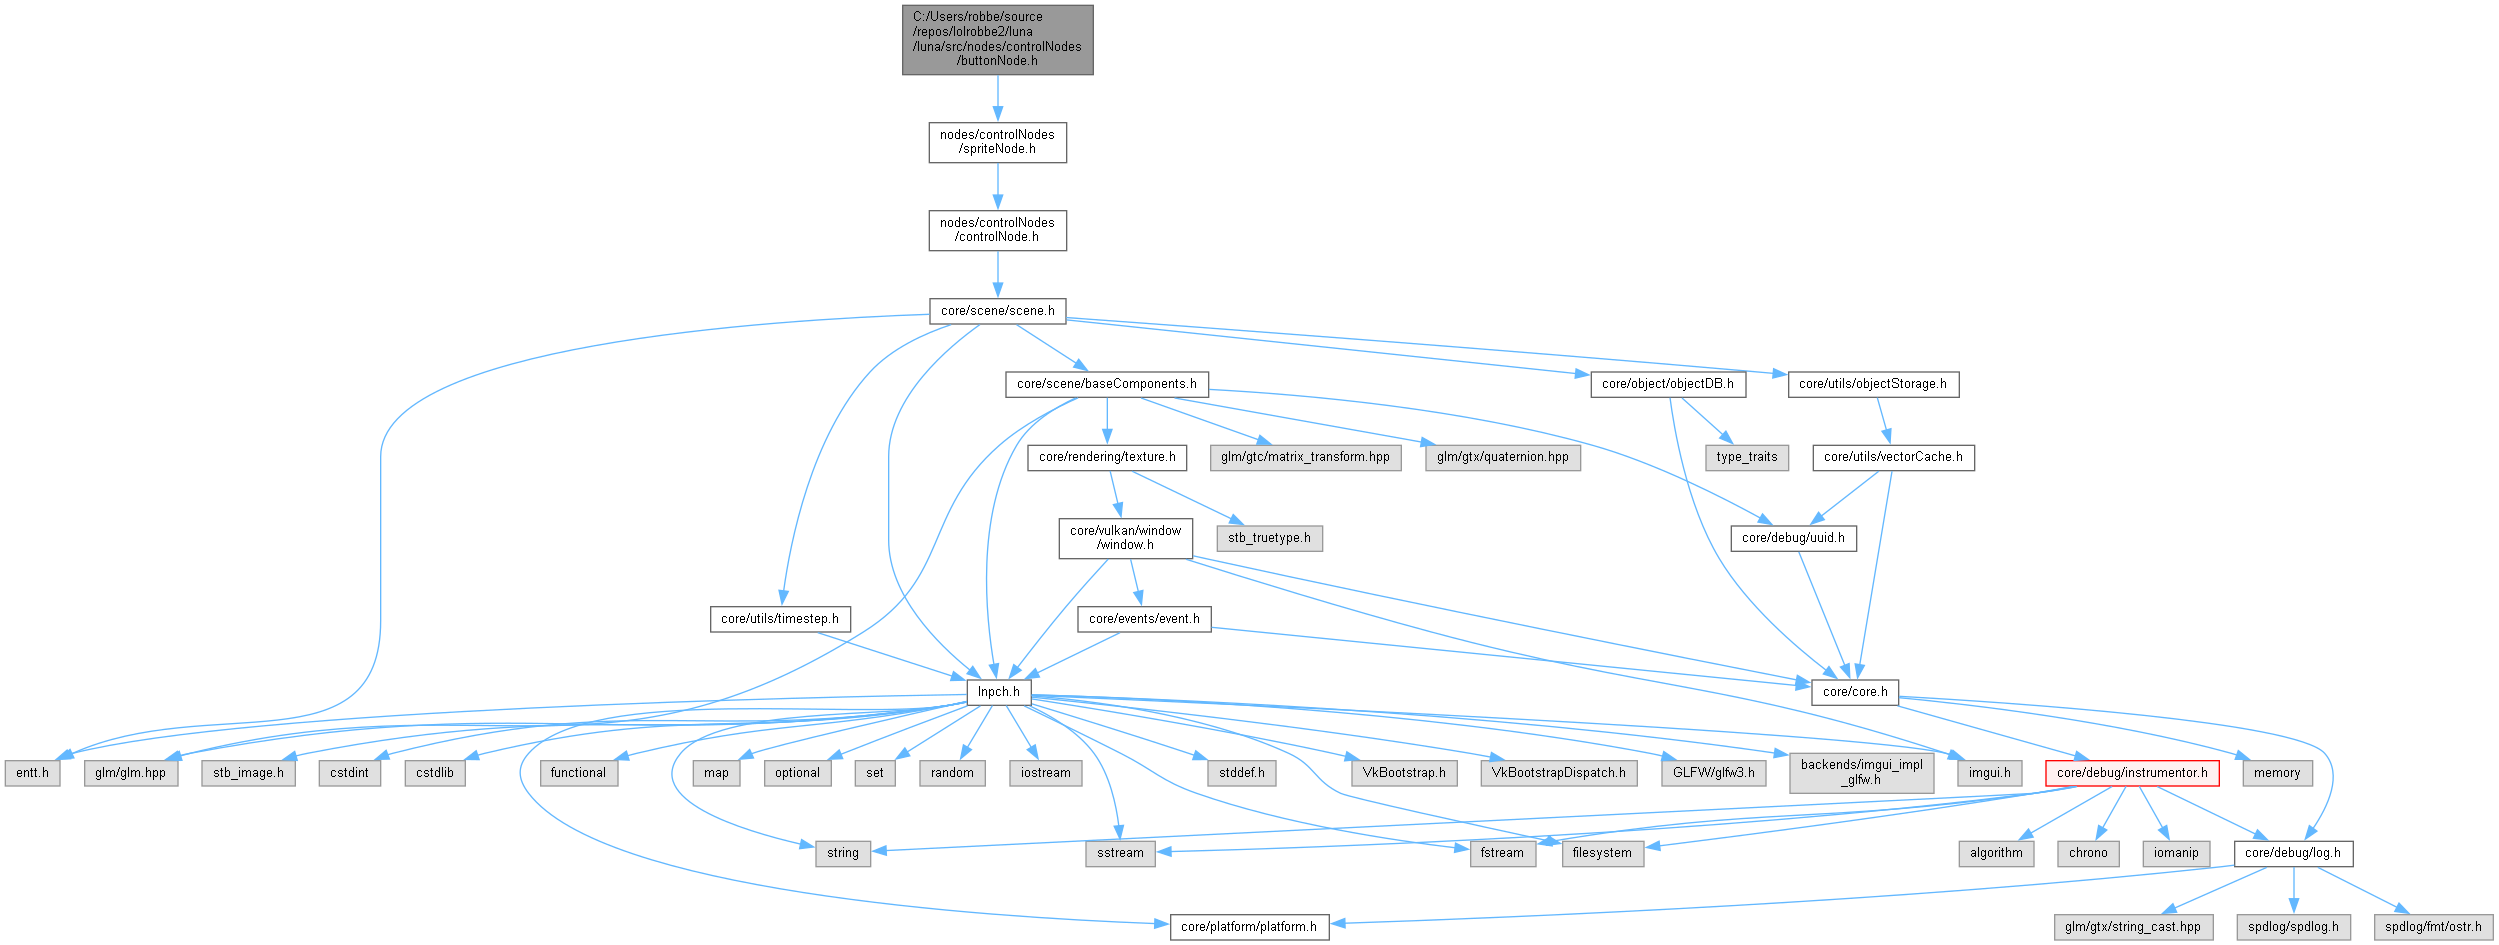 C:/Users/robbe/source
/repos/lolrobbe2/luna
/luna/src/nodes/controlNodes
/buttonNode.h
nodes/controlNodes
/spriteNode.h
nodes/controlNodes
/controlNode.h
core/scene/scene.h
core/scene/baseComponents.h
core/object/objectDB.h
core/utils/objectStorage.h
core/rendering/texture.h
glm/gtc/matrix_transform.hpp
glm/gtx/quaternion.hpp
type_traits
core/utils/vectorCache.h
core/vulkan/window
/window.h
stb_truetype.h
core/debug/uuid.h
core/utils/timestep.h
core/events/event.h
lnpch.h
core/core.h
entt.h
glm/glm.hpp
stb_image.h
cstdint
cstdlib
functional
map
optional
set
random
iostream
stddef.h
VkBootstrap.h
VkBootstrapDispatch.h
GLFW/glfw3.h
backends/imgui_impl
_glfw.h
imgui.h
core/debug/instrumentor.h
memory
string
sstream
fstream
filesystem
algorithm
chrono
iomanip
core/debug/log.h
core/platform/platform.h
glm/gtx/string_cast.hpp
spdlog/spdlog.h
spdlog/fmt/ostr.h